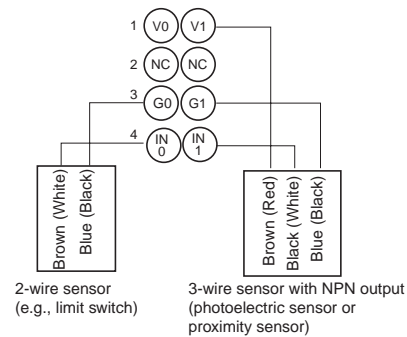 1 V0 V1
2 NC NC
3 G0 G1
4 IN 0 IN 1
Brown (White)
Blue (Black)
Brown (Red)
Black (White)
Blue (Black)
2-wire sensor
(e.g., limit switch)
3-wire sensor with NPN output
(photoelectric sensor or
proximity sensor)